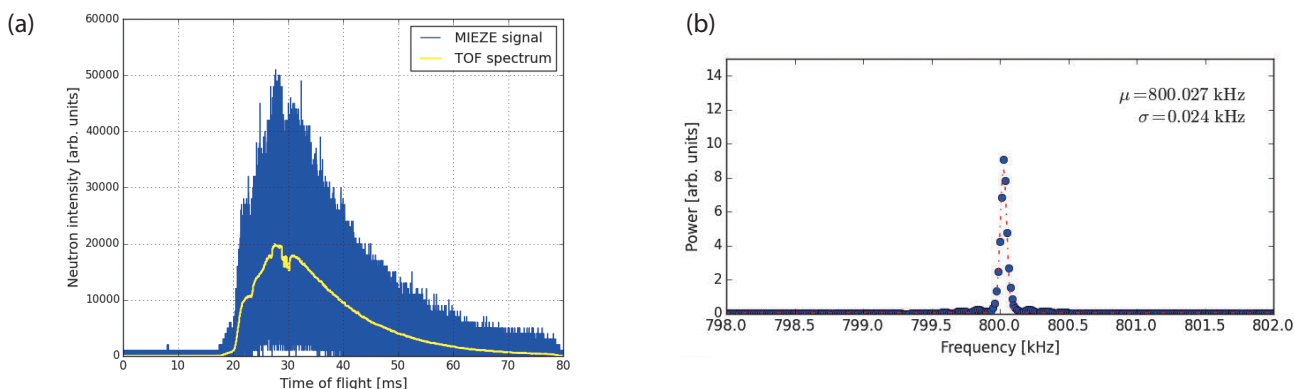 (a)
60000
50000
40000
30000
20000
10000
0
Neutron intensity [arb. units]
MIEZE signal
TOF spectrum
0 10 20 30 40 50 60 70 80
Time of flight [ms]
(b)
14
12
10
8
6
4
2
0
Power [arb. units]
μ=800.027 kHz
σ=0.024 kHz
798.0 798.5 799.0 799.5 800.0 800.5 801.0 801.5 802.0
Frequency [kHz]